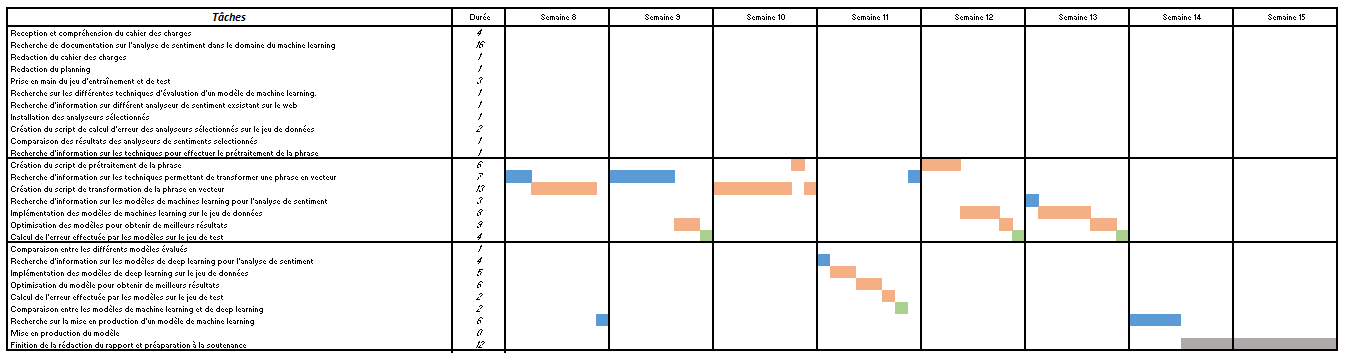 Tâches Durée Semaine 8 Semaine 9 Semaine 10 Semaine 11 Semaine 12 Semaine 13 Semaine 14 Semaine 15
Reception et compréhension du cahier des charges 4
Recherche de documentation sur l'analyse de sentiment dans le domaine du machine learning 16
Redaction du cahier des charges 1
Redaction du planning 1
Prise en main du jeu d'entraînement et de test 3
Recherche sur les différentes techniques d'évaluation d'un modèle de machine learning. 1
Recherche d'information sur différent analyseur de sentiment exsistant sur le web 1
Installation des analyseurs sélectionnés 1
Création du script de calcul d'erreur des analyseurs sélectionnés sur le jeu de données 2
Comparaison des résultats des analyseurs de sentiments selectionnés 1
Recherche d'information sur les techniques pour effectuer le prétraitement de la phrase 1
Création du script de prétraitement de la phrase 6
Recherche d'information sur les techniques permettant de transformer une phrase en vecteur 7
Création du script de transformation de la phrase en vecteur 13
Recherche d'information sur les modèles de machines learning pour l'analyse de sentiment 3
Implémentation des modèles de machines learning sur le jeu de données 8
Optimisation des modèles pour obtenir de meilleurs résultats
Calcul de l'erreur effectuée par les modèles sur le jeu de test 4
Comparaison entre les différents modèles évalués 1
Recherche d'information sur les modèles de deep learning pour l'analyse de sentiment 4
Implémentation des modèles de deep learning sur le jeu de données 5
Optimisation du modèle pour obtenir de meilleurs résultats 6
Calcul de l'erreur effectuée par les modèles sur le jeu de test 2
Comparaison entre les modèles de machine learning et de deep learning 2
Recherche sur la mise en production d'un modèle de machine learning 6
Mise en production du modèle 0
Finition de la rédaction du rapport et préaparation à la soutenance 12